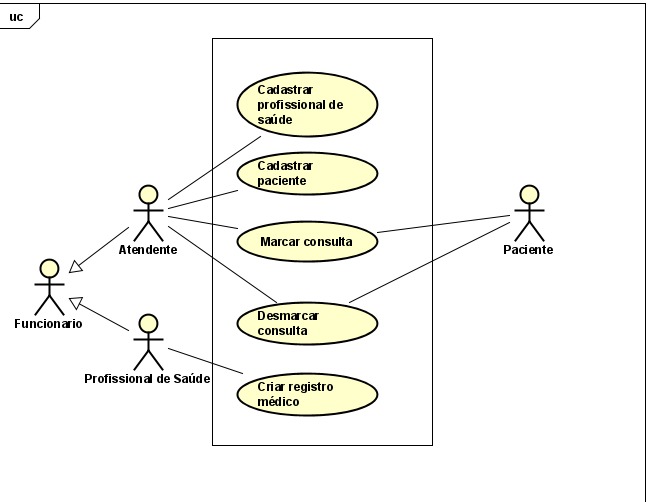 uc
Cadastrar
profissional de
saúde
Cadastrar
paciente
Marcar consulta
Desmarcar
consulta
Criar registro
médico
Atendente
Funcionario
Profissional de Saúde
Paciente